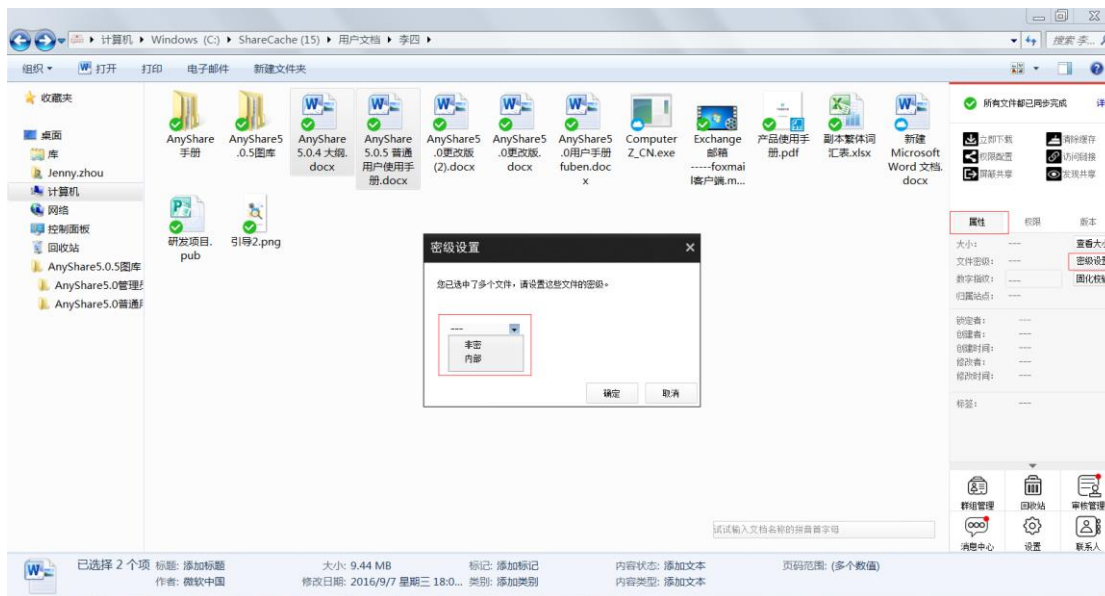 计算机 Windows (C:) ShareCache (15) 用户文档 李四
搜索 李...
组织 打开 打印 电子邮件 新建文件夹
收藏夹
桌面
库
Jenny.zhou
计算机
网络
控制面板
回收站
AnyShare5.0.5图库
AnyShare5.0管理
AnyShare5.0普通
AnyShare
手册
AnyShare5
.0.5图库
AnyShare
5.0.4 大纲.
docx
AnyShare
5.0.5 普通
用户使用手
册.docx
AnyShare5
.0更改版
(2).docx
AnyShare5
.0更改版.
docx
AnyShare5
.0用户手册
fuben.doc
x
Computer
Z_CN.exe
Exchange
邮箱
-----foxmai
l客户端.m...
产品使用手
册.pdf
副本繁体词
汇表.xlsx
新建
Microsoft
Word 文档.
docx
研发项目.
pub
引导2.png
密级设置
您已选中了多个文件，请设置这些文件的密级。
---
非密
内部
确定 取消
试试输入文档名称的拼音首字母
所有文件都已同步完成 详
立即下载 清除缓存
权限配置 访问链接
屏蔽共享 发现共享
属性 权限 版本
大小: --- 查看大小
文件密级: --- 密级设置
数字指纹: --- 固化校验
归属站点: ---
锁定者: ---
创建者: ---
创建时间: ---
修改者: ---
修改时间: ---
标签: ---
群组管理 回收站 审核管理
消息中心 设置 联系人
已选择 2 个项 标题: 添加标题 大小: 9.44 MB 标记: 添加标记 内容状态: 添加文本 页码范围: (多个数值)
作者: 微软中国 修改日期: 2016/9/7 星期三 18:0... 类别: 添加类别 内容类型: 添加文本